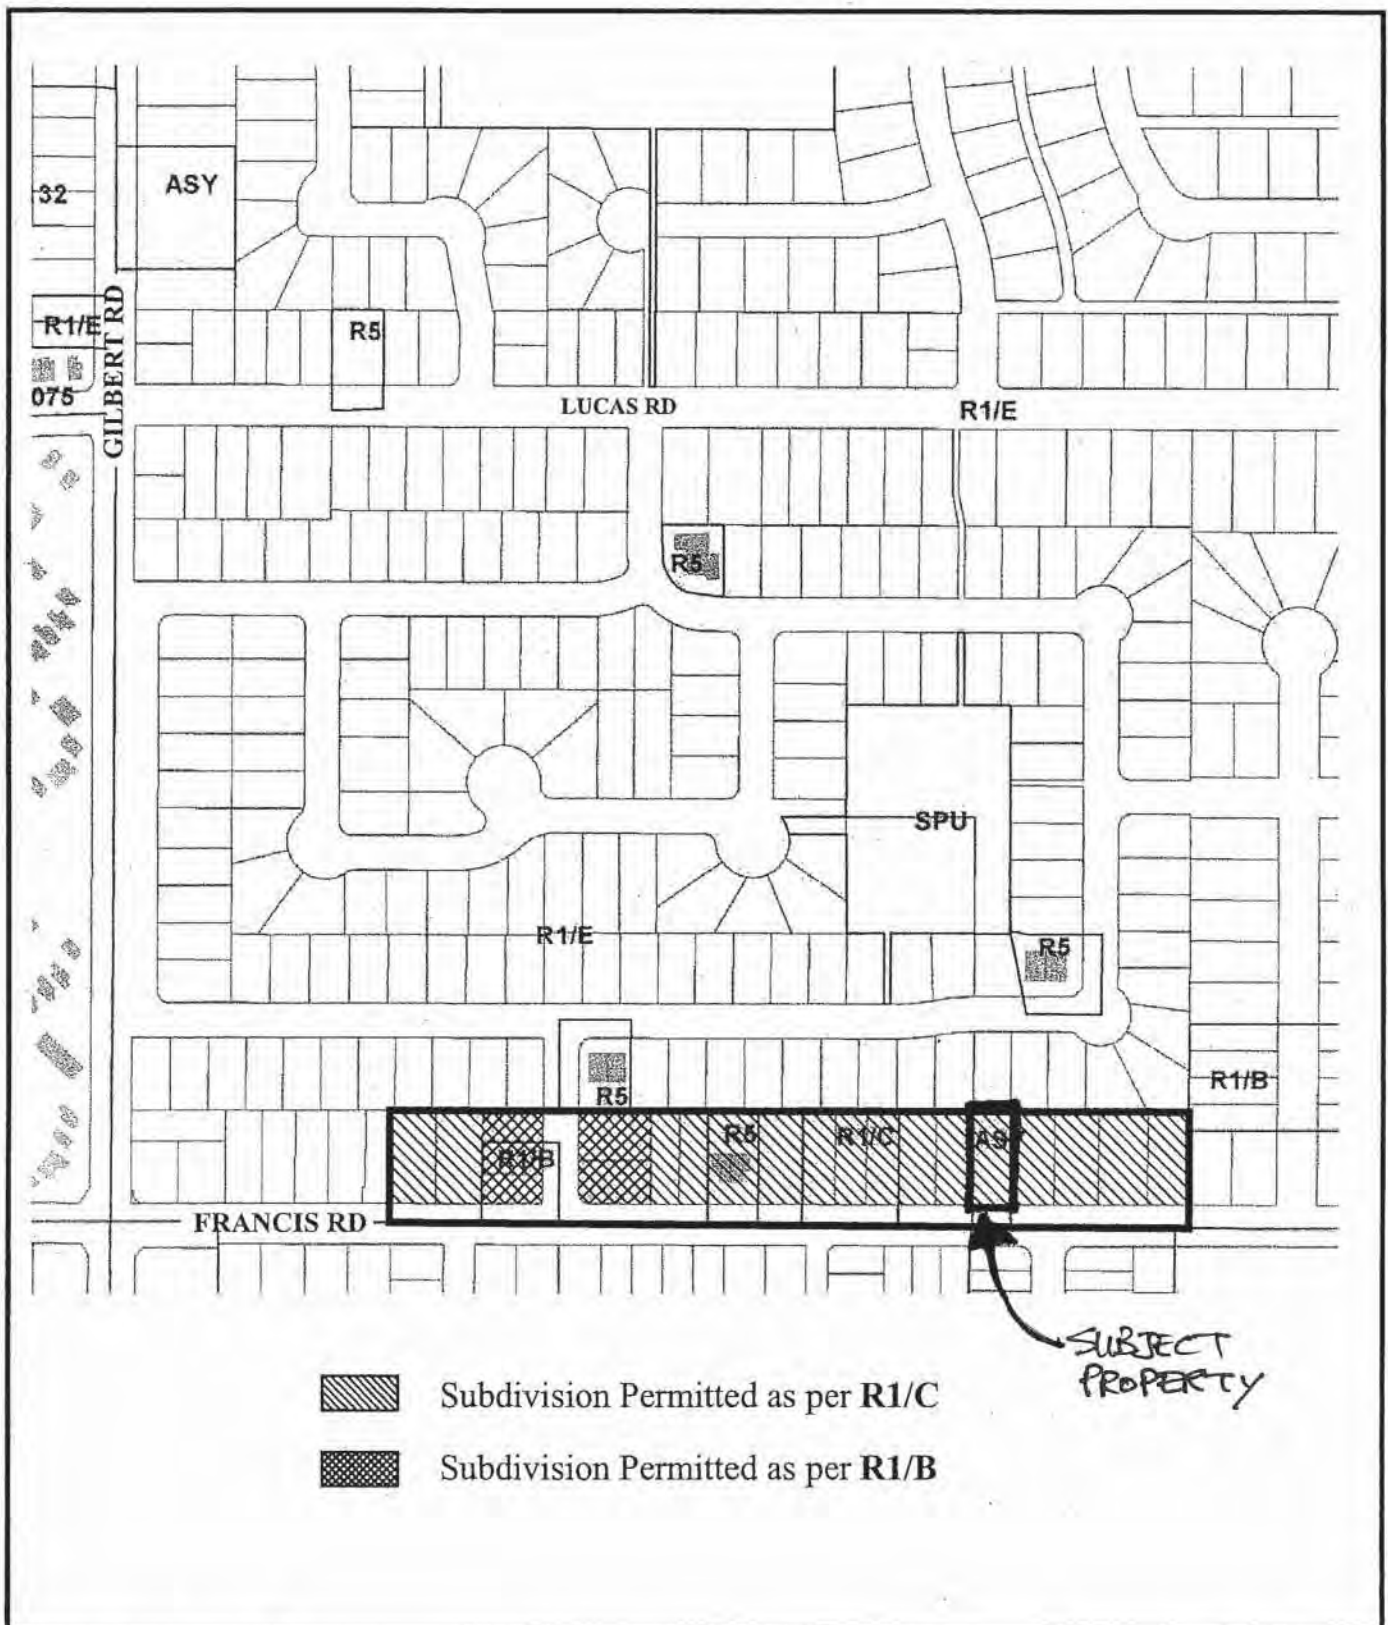 ASY
32
GILBERT RD
R1/E
R5
075
LUCAS RD
R1/E
R5
SPU
R1/E
R5
R1/B
R5
R5
R1/C
ASY
R1/B
FRANCIS RD
SUBJECT
PROPERTY
Subdivision Permitted as per R1/C
Subdivision Permitted as per R1/B